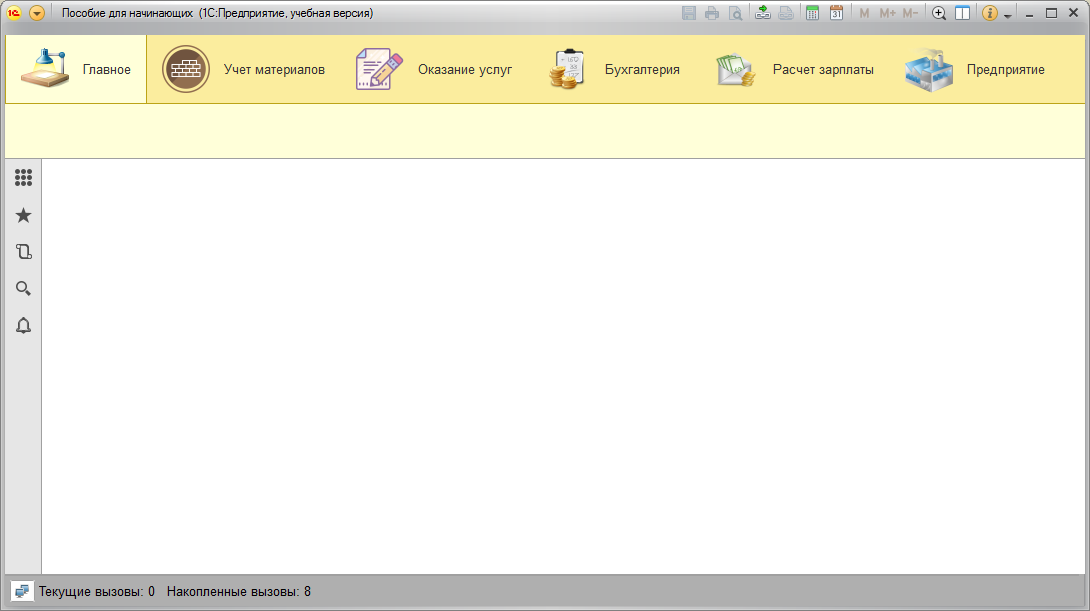 Пособие для начинающих (1С:Предприятие, учебная версия)
31 M M+ M-
Главное Учет материалов Оказание услуг Бухгалтерия Расчет зарплаты Предприятие
Текущие вызовы: 0 Накопленные вызовы: 8